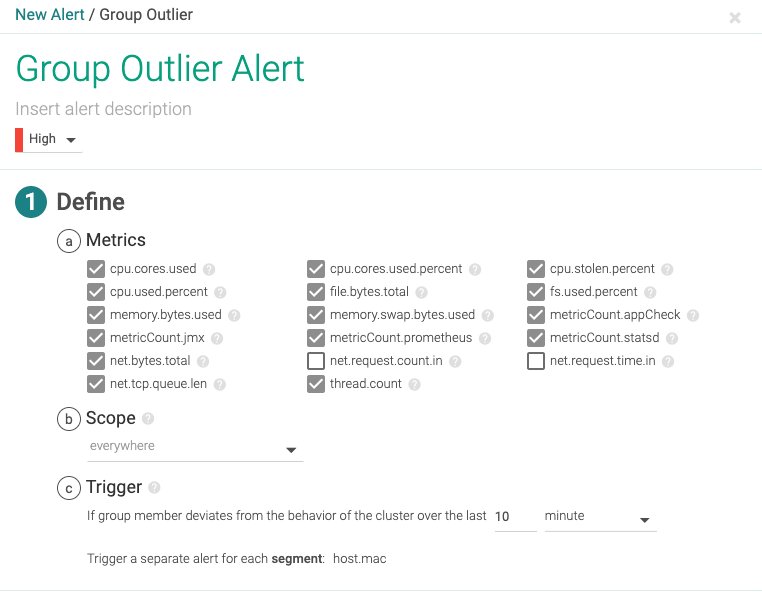 New Alert / Group Outlier
×
Group Outlier Alert
Insert alert description
High
1 Define
a Metrics
cpu.cores.used ? cpu.cores.used.percent ? cpu.stolen.percent ?
cpu.used.percent ? file.bytes.total ? fs.used.percent ?
memory.bytes.used ? memory.swap.bytes.used ? metricCount.appCheck ?
metricCount.jmx ? metricCount.prometheus ? metricCount.statsd ?
net.bytes.total ? net.request.count.in ? net.request.time.in ?
net.tcp.queue.len ? thread.count ?
b Scope ?
everywhere
c Trigger ?
If group member deviates from the behavior of the cluster over the last 10 minute
Trigger a separate alert for each segment: host.mac